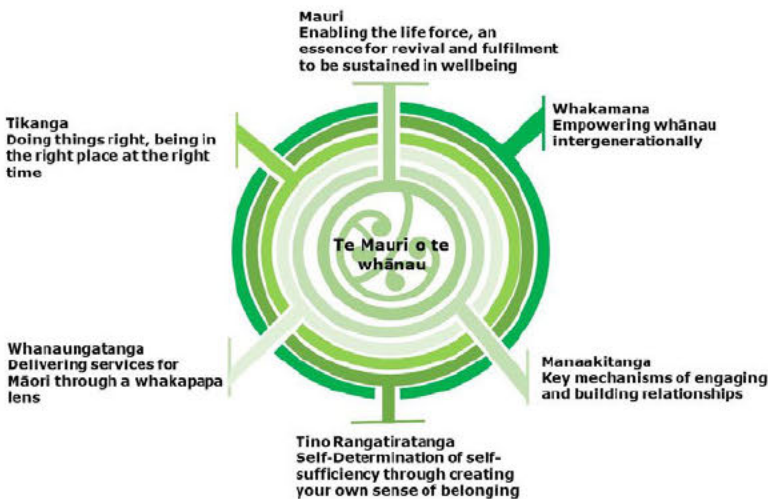 Mauri
Enabling the life force, an
essence for revival and fulfilment
to be sustained in wellbeing
Whakamana
Empowering whānau
intergenerationally
Tikanga
Doing things right, being in
the right place at the right
time
Te Mauri o te
whānau
Whanaungatanga
Delivering services for
Māori through a whakapapa
lens
Manaakitanga
Key mechanisms of engaging
and building relationships
Tino Rangatiratanga
Self-Determination of self-
sufficiency through creating
your own sense of belonging